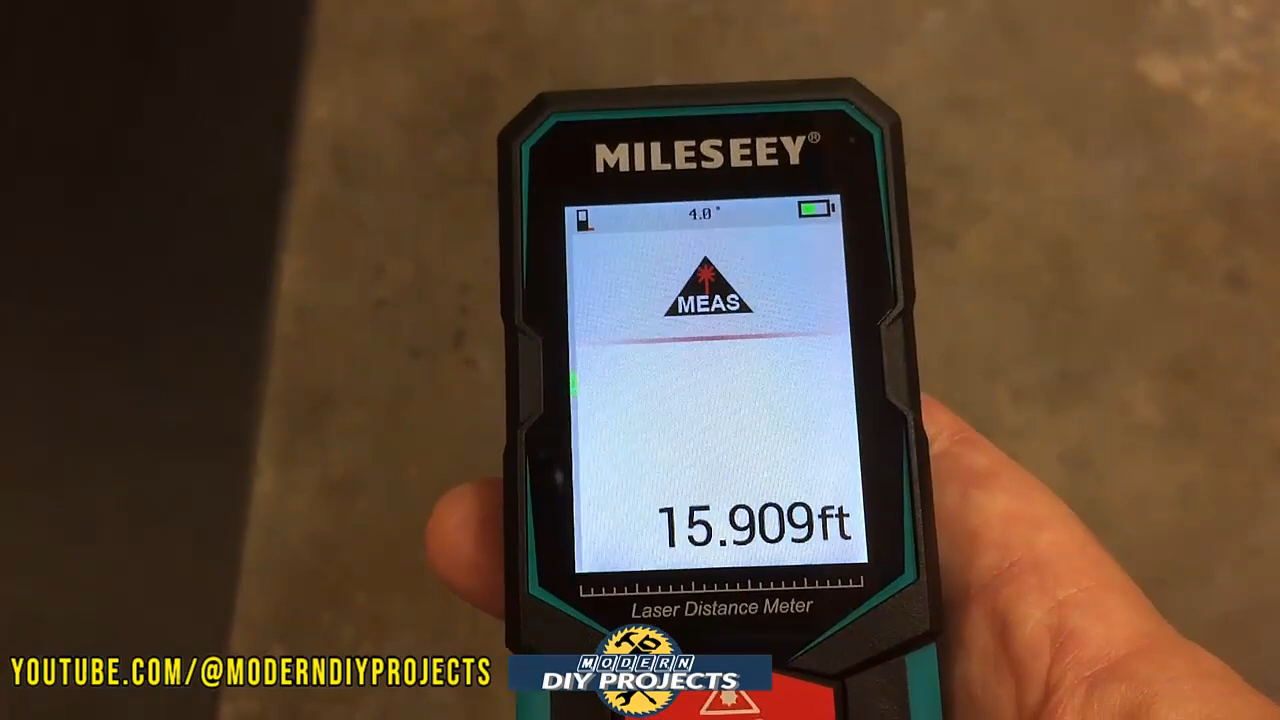 MILESEEY®
4.0°
MEAS
15.909ft
Laser Distance Meter
YOUTUBE.COM/@MODERNDIYPROJECTS
MODERN
DIY PROJECTS